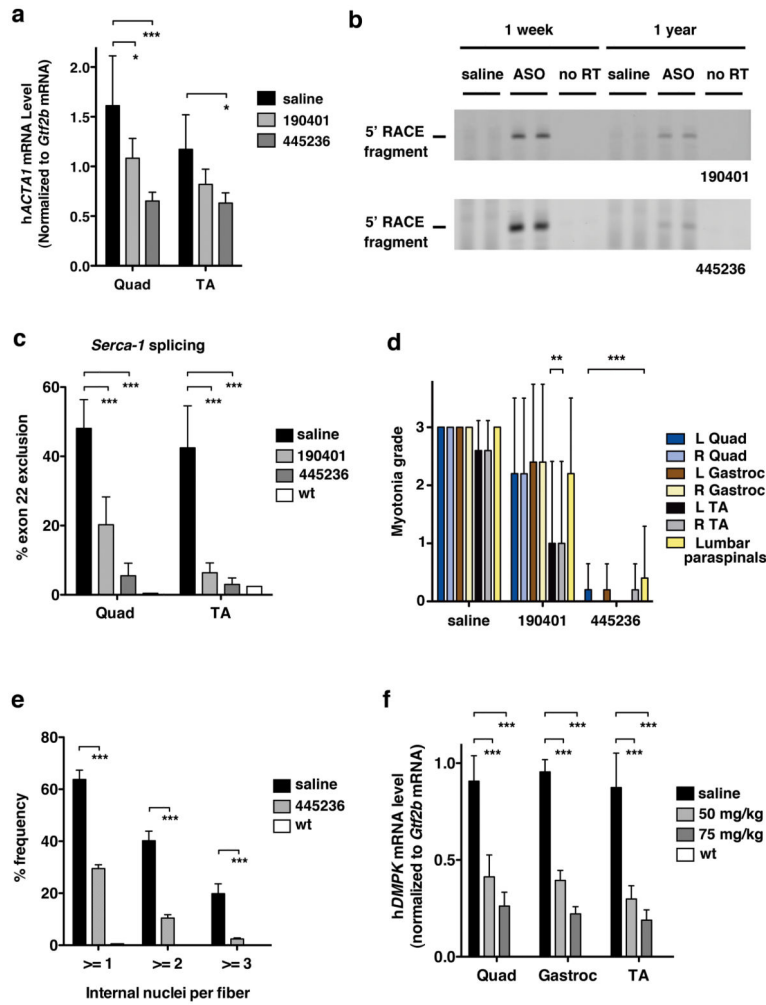 a
hACTA1 mRNA Level
(Normalized to Gtf2b mRNA)
2.0
1.5
1.0
0.5
0.0
***
*
*
saline
190401
445236
Quad
TA
b
1 week
1 year
saline
ASO
no RT
saline
ASO
no RT
5' RACE
fragment
190401
5' RACE
fragment
445236
c
Serca-1 splicing
% exon 22 exclusion
60
40
20
0
***
***
***
***
saline
190401
445236
wt
Quad
TA
d
Myotonia grade
3
2
1
0
**
***
L Quad
R Quad
L Gastroc
R Gastroc
L TA
R TA
Lumbar
paraspinals
saline
190401
445236
e
% frequency
80
60
40
20
0
***
***
***
saline
445236
wt
>= 1
>= 2
>= 3
Internal nuclei per fiber
f
hDMPK mRNA level
(normalized to Gtf2b mRNA)
1.0
0.5
0.0
***
***
***
***
***
***
saline
50 mg/kg
75 mg/kg
wt
Quad
Gastroc
TA